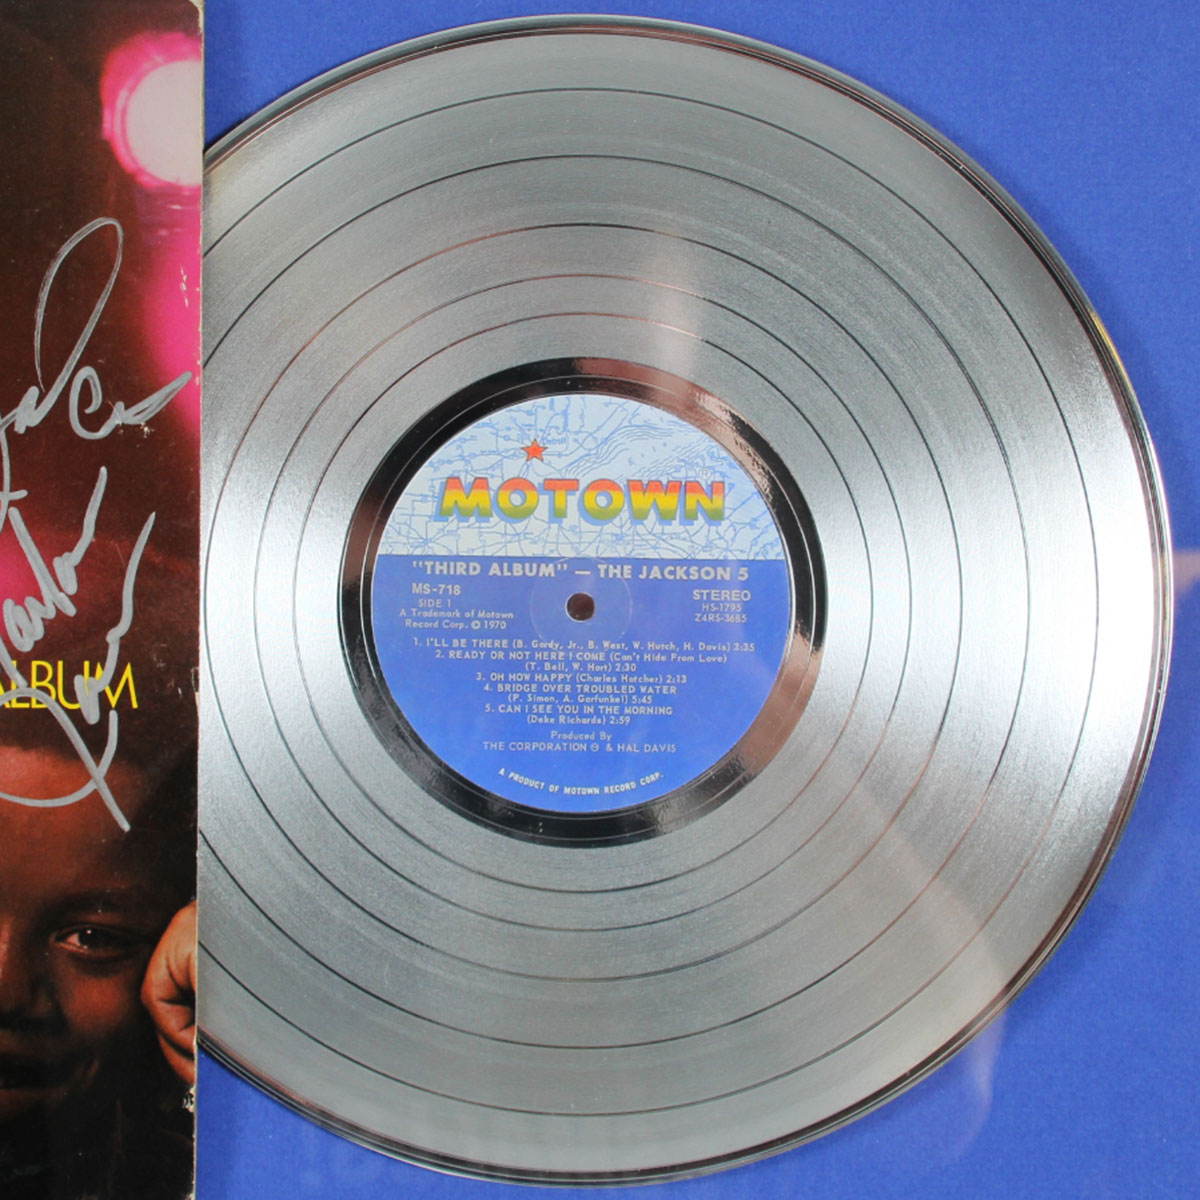 Detroit
MOTOWN
"THIRD ALBUM" — THE JACKSON 5
MS-718
SIDE 1
A Trademark of Motown
Record Corp. © 1970
STEREO
HS-1795
Z4RS-3685
1. I'LL BE THERE (B. Gordy, Jr., B. West, W. Hutch, H. Davis) 3:35
2. READY OR NOT HERE I COME (Can't Hide From Love)
(T. Bell, W. Hart) 2:30
3. OH HOW HAPPY (Charles Hatcher) 2:13
4. BRIDGE OVER TROUBLED WATER
(P. Simon, A. Garfunkel) 5:45
5. CAN I SEE YOU IN THE MORNING
(Deke Richards) 2:59
Produced By
THE CORPORATION & HAL DAVIS
A PRODUCT OF MOTOWN RECORD CORP.
ALBUM